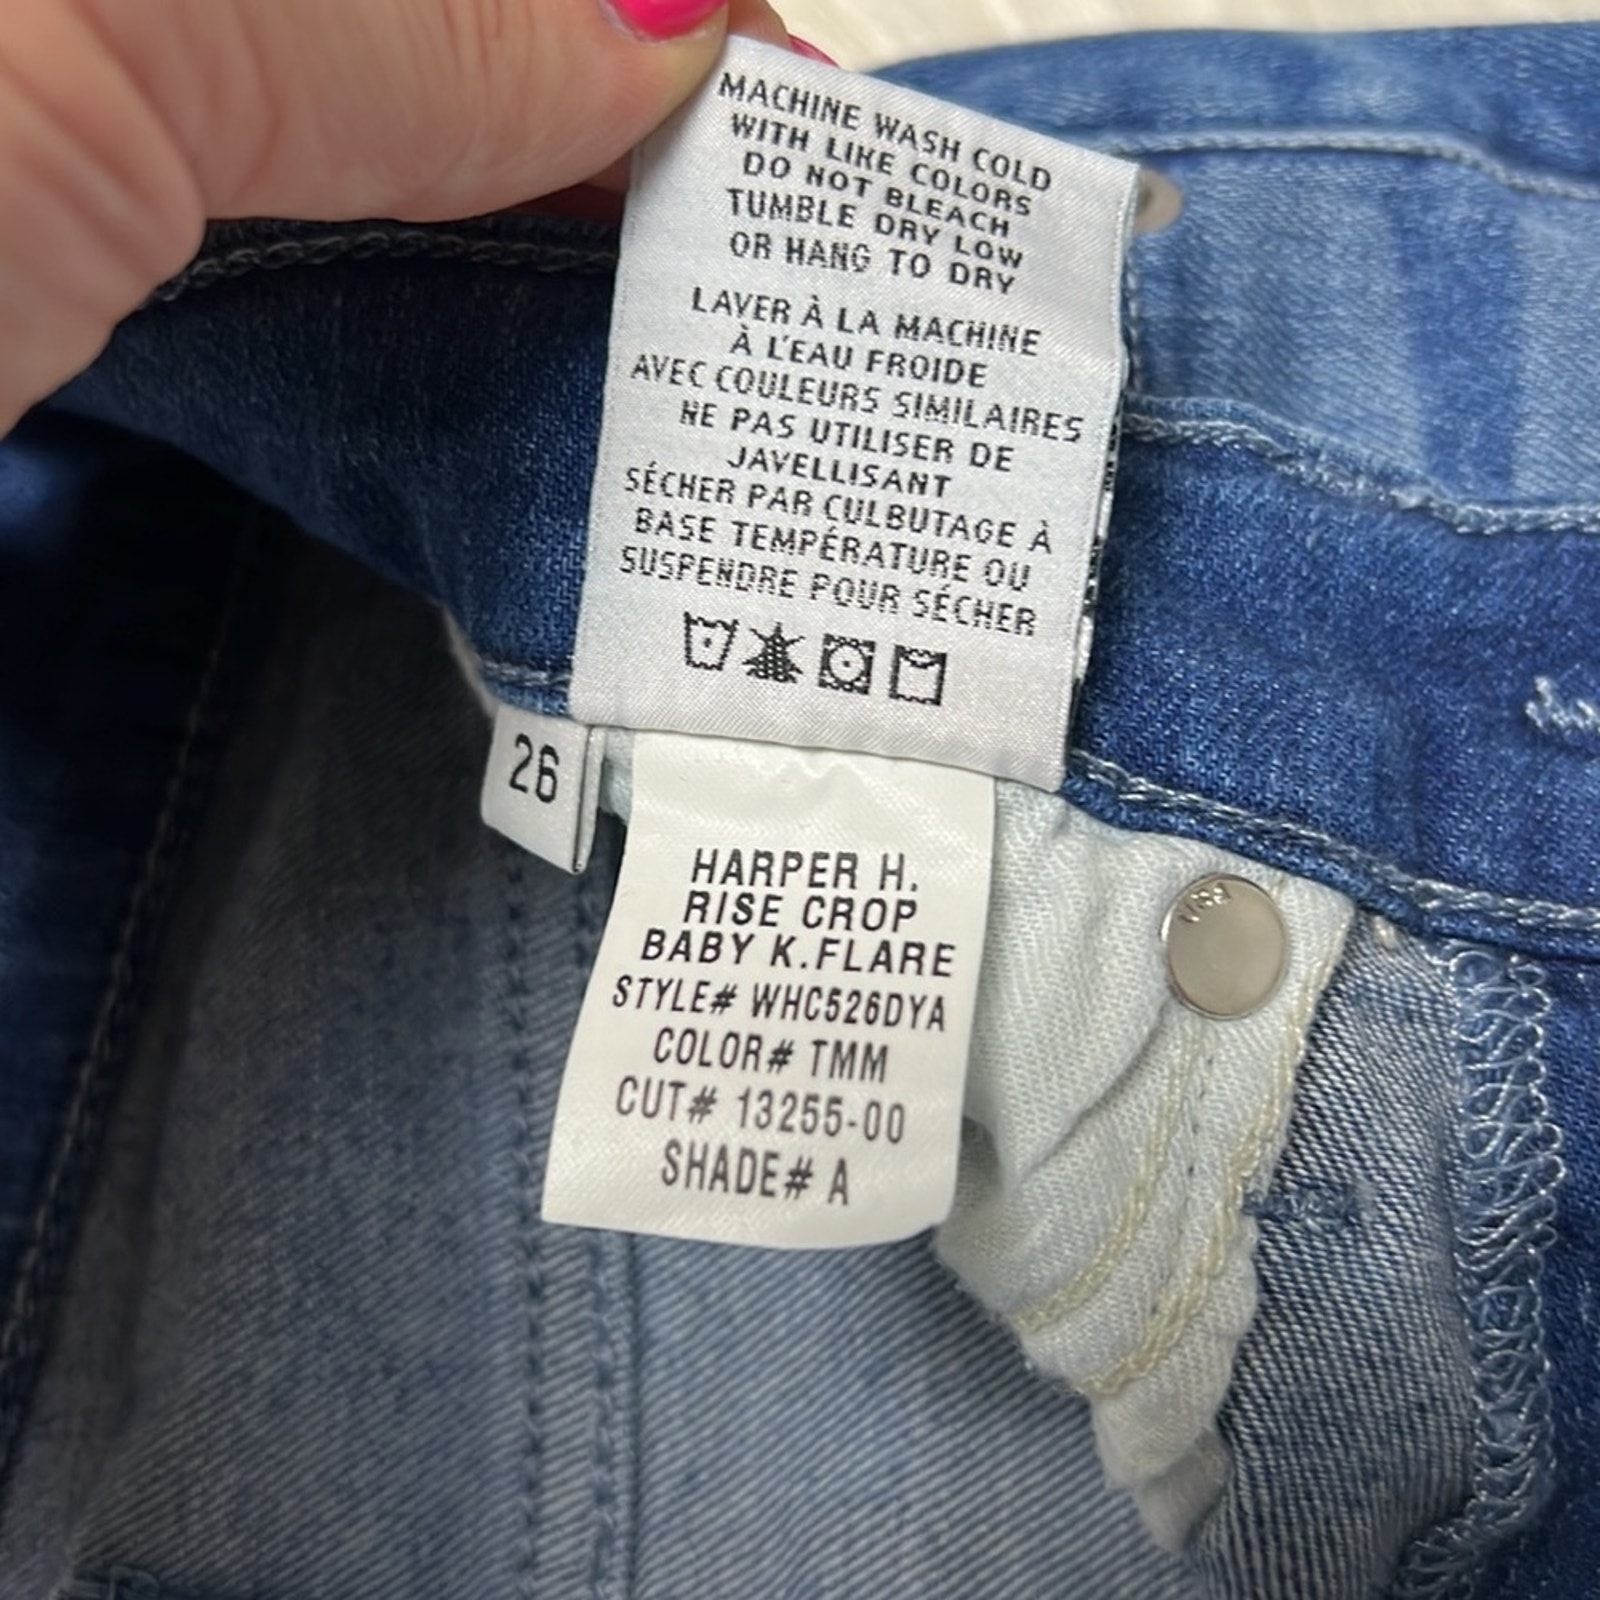 MACHINE WASH COLD
WITH LIKE COLORS
DO NOT BLEACH
TUMBLE DRY LOW
OR HANG TO DRY
LAVER À LA MACHINE
À L'EAU FROIDE
AVEC COULEURS SIMILAIRES
NE PAS UTILISER DE
JAVELLISANT
SÉCHER PAR CULBUTAGE À
BASE TEMPÉRATURE OU
SUSPENDRE POUR SÉCHER
26
HARPER H.
RISE CROP
BABY K.FLARE
STYLE# WHC526DYA
COLOR# TMM
CUT# 13255-00
SHADE# A
USA